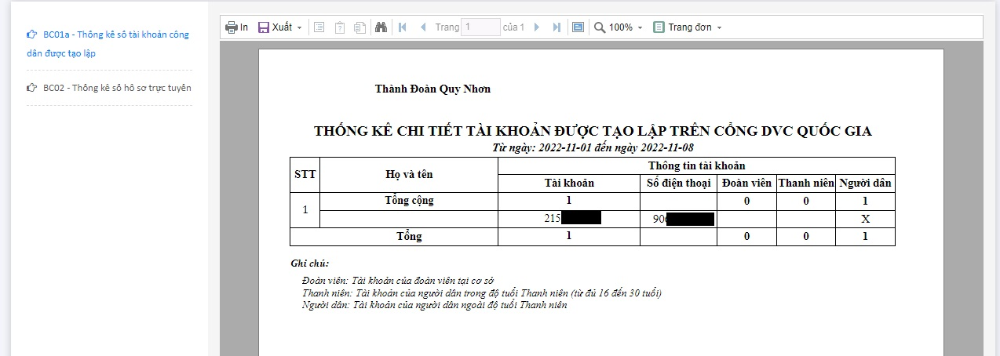 BC01a - Thống kê số tài khoản công
dân được tạo lập
BC02 - Thống kê số hồ sơ trực tuyến
In Xuất Trang 1 của 1 100% Trang đơn
Thành Đoàn Quy Nhơn
THỐNG KÊ CHI TIẾT TÀI KHOẢN ĐƯỢC TẠO LẬP TRÊN CỔNG DVC QUỐC GIA
Từ ngày: 2022-11-01 đến ngày 2022-11-08
STT Họ và tên Thông tin tài khoản
Tài khoản Số điện thoại Đoàn viên Thanh niên Người dân
1 Tổng cộng 1 0 0 1
215 90 X
Tổng 1 0 0 1
Ghi chú:
Đoàn viên: Tài khoản của đoàn viên tại cơ sở
Thanh niên: Tài khoản của người dân trong độ tuổi Thanh niên (từ đủ 16 đến 30 tuổi)
Người dân: Tài khoản của người dân ngoài độ tuổi Thanh niên